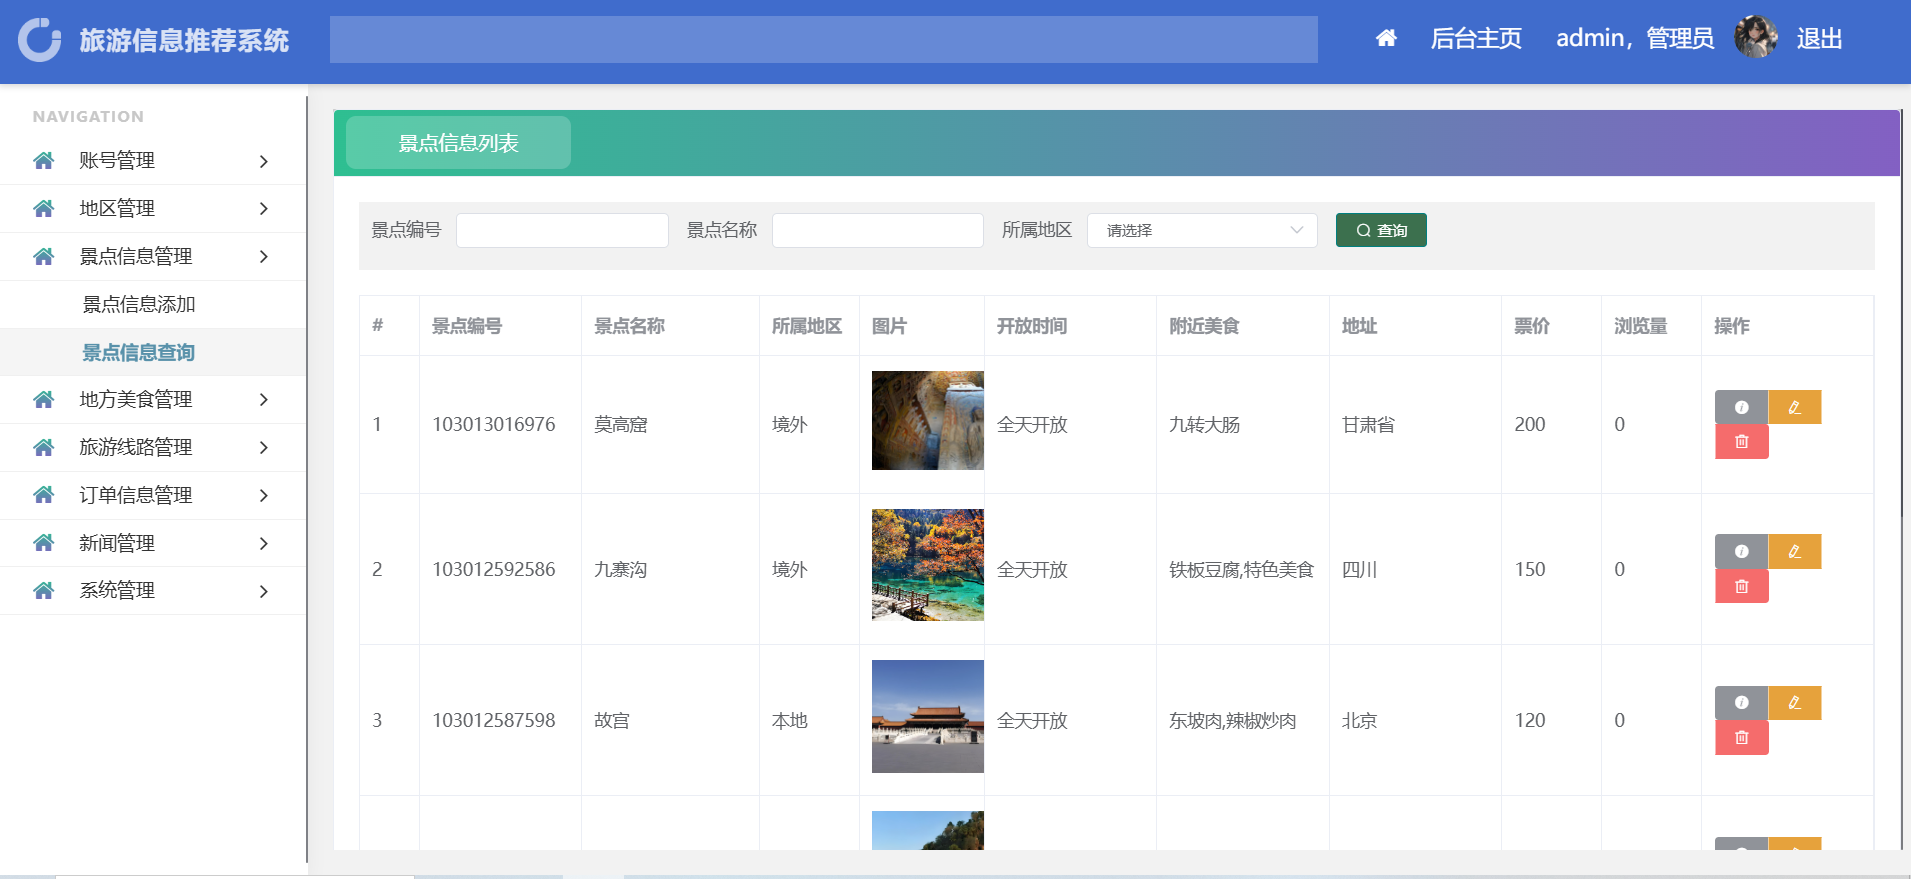 旅游信息推荐系统
后台主页 admin，管理员 退出
NAVIGATION
账号管理
地区管理
景点信息管理
景点信息添加
景点信息查询
地方美食管理
旅游线路管理
订单信息管理
新闻管理
系统管理
景点信息列表
景点编号 景点名称 所属地区 请选择 查询
# 景点编号 景点名称 所属地区 图片 开放时间 附近美食 地址 票价 浏览量 操作
1 103013016976 莫高窟 境外 全天开放 九转大肠 甘肃省 200 0
2 103012592586 九寨沟 境外 全天开放 铁板豆腐,特色美食 四川 150 0
3 103012587598 故宫 本地 全天开放 东坡肉,辣椒炒肉 北京 120 0